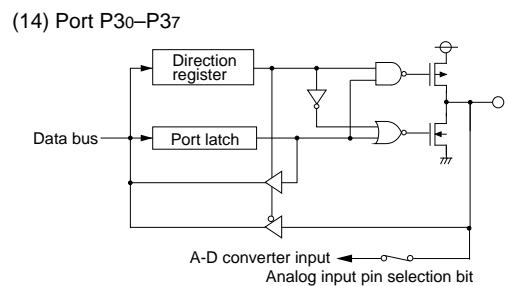 (14) Port P30–P37
Direction
register
Data bus
Port latch
A-D converter input
Analog input pin selection bit